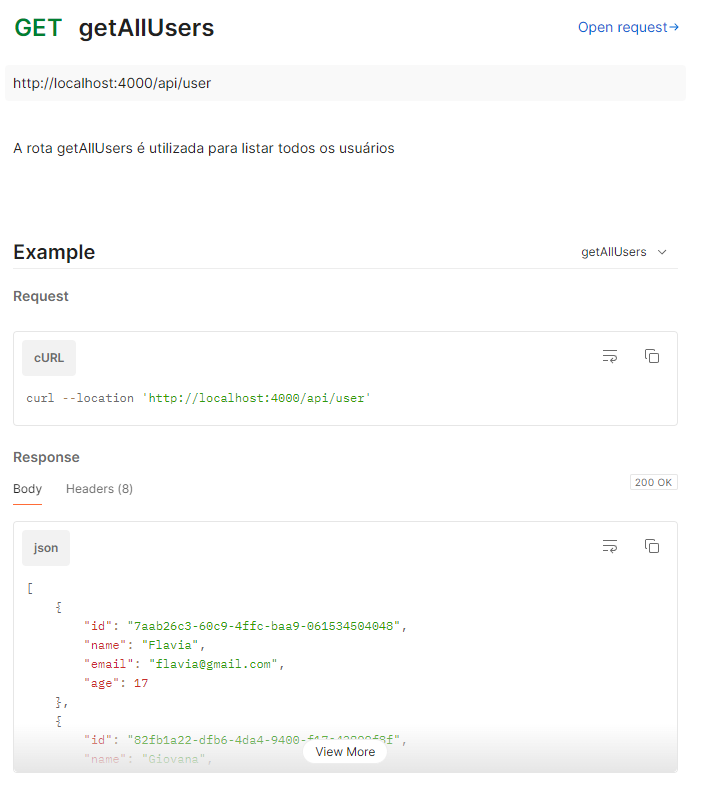 GET getAllUsers
Open request→
http://localhost:4000/api/user
A rota getAllUsers é utilizada para listar todos os usuários
Example
getAllUsers
Request
cURL
curl --location 'http://localhost:4000/api/user'
Response
Body Headers (8)
200 OK
json
[
{
"id": "7aab26c3-60c9-4ffc-baa9-061534504048",
"name": "Flavia",
"email": "flavia@gmail.com",
"age": 17
},
{
"id": "82fb1a22-dfb6-4da4-9400-
"name": "Giovana",
View More